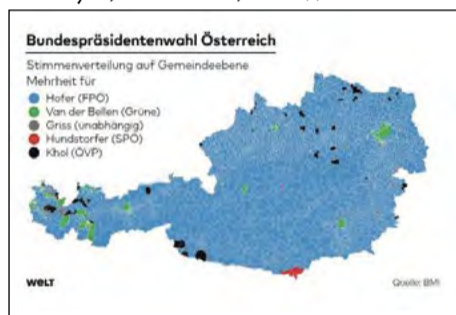 Bundespräsidentenwahl Österreich
Stimmenverteilung auf Gemeindeebene
Mehrheit für
Hofer (FPÖ)
Van der Bellen (Grüne)
Griss (unabhängig)
Hundstorfer (SPÖ)
Khol (ÖVP)
WELT
Quelle: BMI